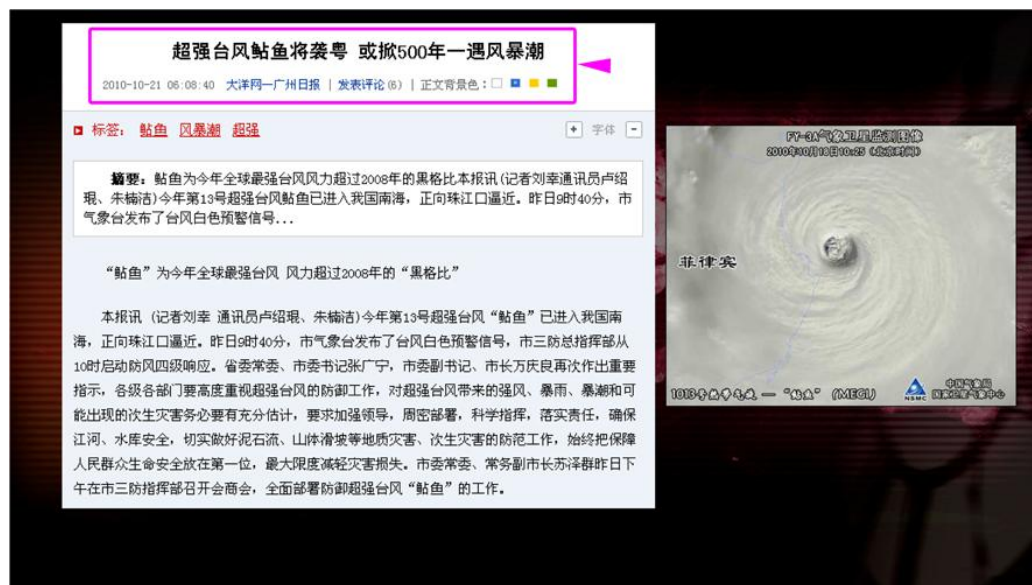 超强台风鲇鱼将袭粤 或掀500年一遇风暴潮
2010-10-21 06:08:40 大洋网—广州日报 | 发表评论(6) | 正文背景色：
标签： 鲇鱼 风暴潮 超强
+ 字体 -
摘要：鲇鱼为今年全球最强台风风力超过2008年的黑格比本报讯(记者刘幸通讯员卢绍
琨、朱楠洁)今年第13号超强台风鲇鱼已进入我国南海，正向珠江口逼近。昨日9时40分，市
气象台发布了台风白色预警信号...
“鲇鱼”为今年全球最强台风 风力超过2008年的“黑格比”
本报讯 (记者刘幸 通讯员卢绍琨、朱楠洁)今年第13号超强台风“鲇鱼”已进入我国南
海，正向珠江口逼近。昨日9时40分，市气象台发布了台风白色预警信号，市三防总指挥部从
10时启动防风四级响应。省委常委、市委书记张广宁，市委副书记、市长万庆良再次作出重要
指示，各级各部门要高度重视超强台风的防御工作，对超强台风带来的强风、暴雨、暴潮和可
能出现的次生灾害务必要有充分估计，要求加强领导，周密部署，科学指挥，落实责任，确保
江河、水库安全，切实做好泥石流、山体滑坡等地质灾害、次生灾害的防范工作，始终把保障
人民群众生命安全放在第一位，最大限度减轻灾害损失。市委常委、常务副市长苏泽群昨日下
午在市三防指挥部召开会商会，全面部署防御超强台风“鲇鱼”的工作。
FY-3A气象卫星监测图像
2010年10月18日10:25（北京时间）
菲律宾
1013号热带气旋 — “鲇鱼” (MEGI)
NSMC
中国气象局
国家卫星气象中心